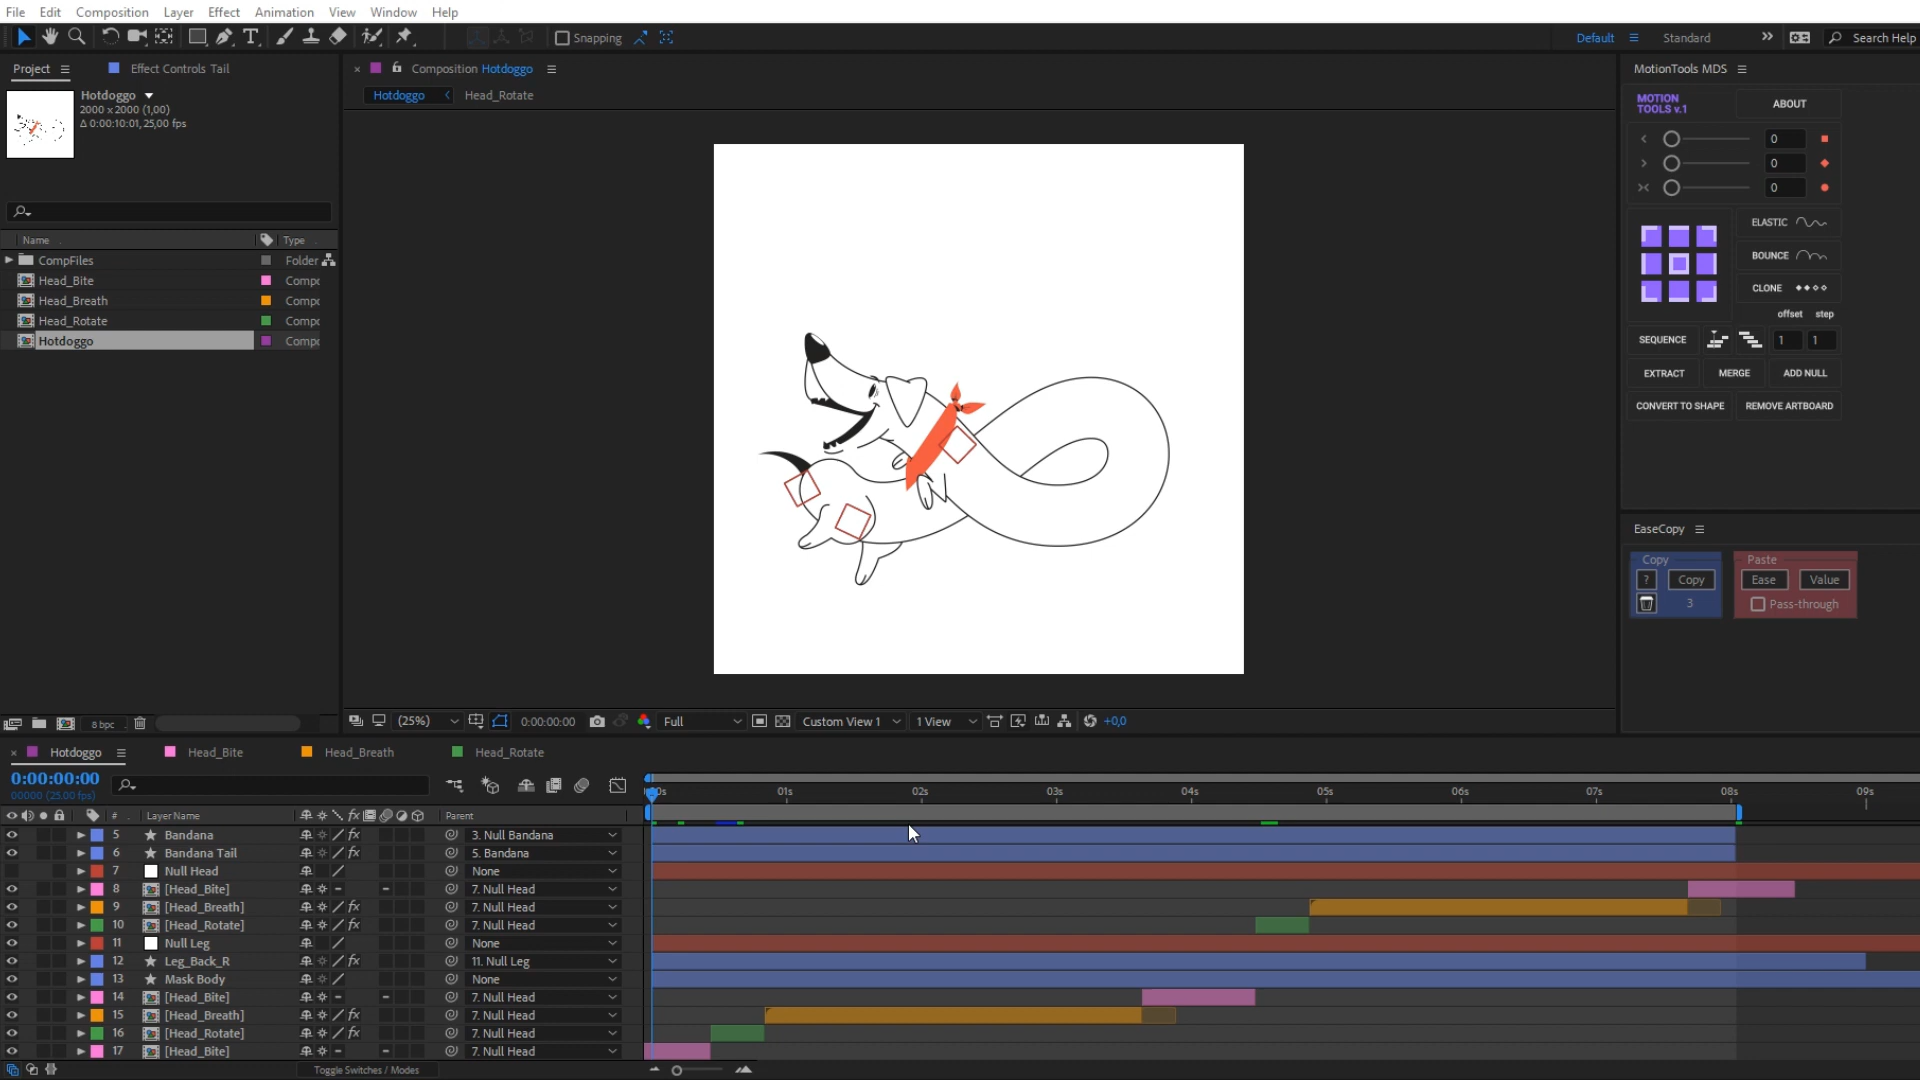 File Edit Composition Layer Effect Animation View Window Help
Snapping
Default Standard Search Help
Project Effect Controls Tail
Composition Hotdoggo
MotionTools MDS
Hotdoggo
2000 x 2000 (1,00)
Δ 0:00:10:01, 25,00 fps
Hotdoggo Head_Rotate
MOTION
TOOLS v.1
ABOUT
0
0
0
ELASTIC
BOUNCE
CLONE
offset step
SEQUENCE 1 1
EXTRACT MERGE ADD NULL
CONVERT TO SHAPE REMOVE ARTBOARD
Name Type
CompFiles Folder
Head_Bite Compo
Head_Breath Compo
Head_Rotate Compo
Hotdoggo Compo
EaseCopy
Copy Paste
? Copy Ease Value
3 Pass-through
8 bpc
(25%) 0:00:00:00 Full Custom View 1 1 View +0,0
Hotdoggo Head_Bite Head_Breath Head_Rotate
0:00:00:00
00000 (25.00 fps)
01s 02s 03s 04s 05s 06s 07s 08s 09s
# Layer Name Parent
5 Bandana 3. Null Bandana
6 Bandana Tail 5. Bandana
7 Null Head None
8 [Head_Bite] 7. Null Head
9 [Head_Breath] 7. Null Head
10 [Head_Rotate] 7. Null Head
11 Null Leg None
12 Leg_Back_R 11. Null Leg
13 Mask Body None
14 [Head_Bite] 7. Null Head
15 [Head_Breath] 7. Null Head
16 [Head_Rotate] 7. Null Head
17 [Head_Bite] 7. Null Head
Toggle Switches / Modes